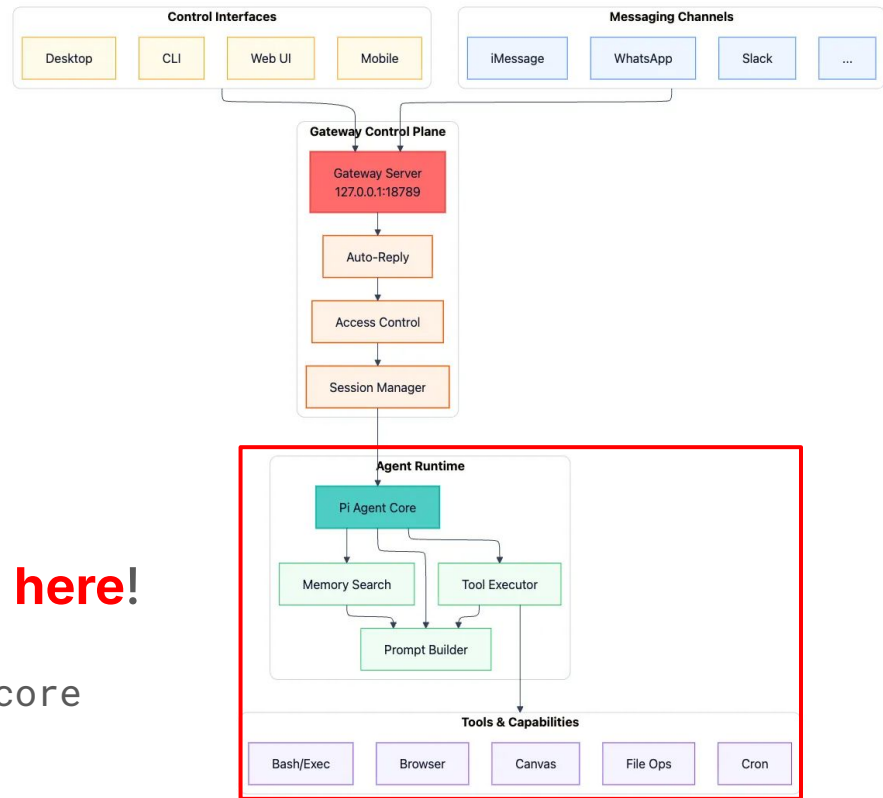 Control Interfaces
Desktop
CLI
Web UI
Mobile
Messaging Channels
iMessage
WhatsApp
Slack
...
Gateway Control Plane
Gateway Server
127.0.0.1:18789
Auto-Reply
Access Control
Session Manager
Agent Runtime
Pi Agent Core
Memory Search
Tool Executor
Prompt Builder
here!
core
Tools & Capabilities
Bash/Exec
Browser
Canvas
File Ops
Cron